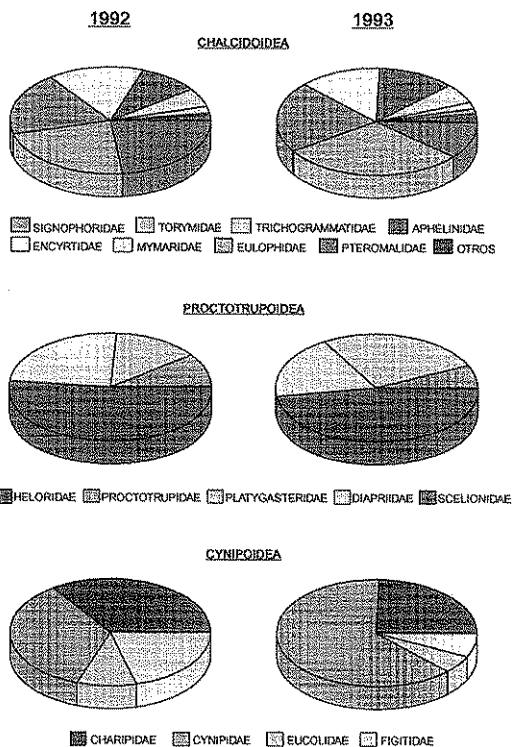 1992 1993
CHALCIDOIDEA
SIGNOPHORIDAE TORYMIDAE TRICHOGRAMMATIDAE APHELINIDAE
ENCYRTIDAE MYMARIDAE EULOPHIDAE PTEROMALIDAE OTROS
PROCTOTRUPOIDEA
HELORIDAE PROCTOTRUPIDAE PLATYGASTERIDAE DIAPRIIDAE SCELIONIDAE
CYNIPOIDEA
CHARIPIDAE CYNIPIDAE EUCOLIDAE FIGITIDAE